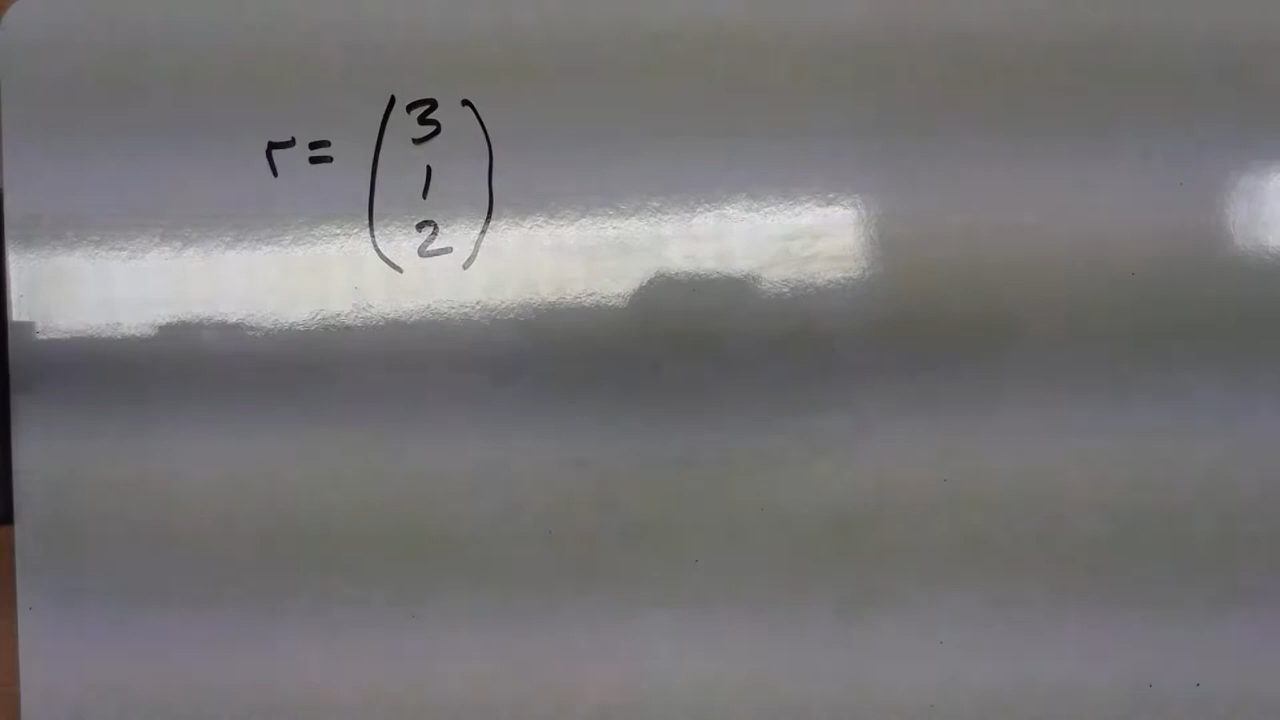 r = (3
1
2)